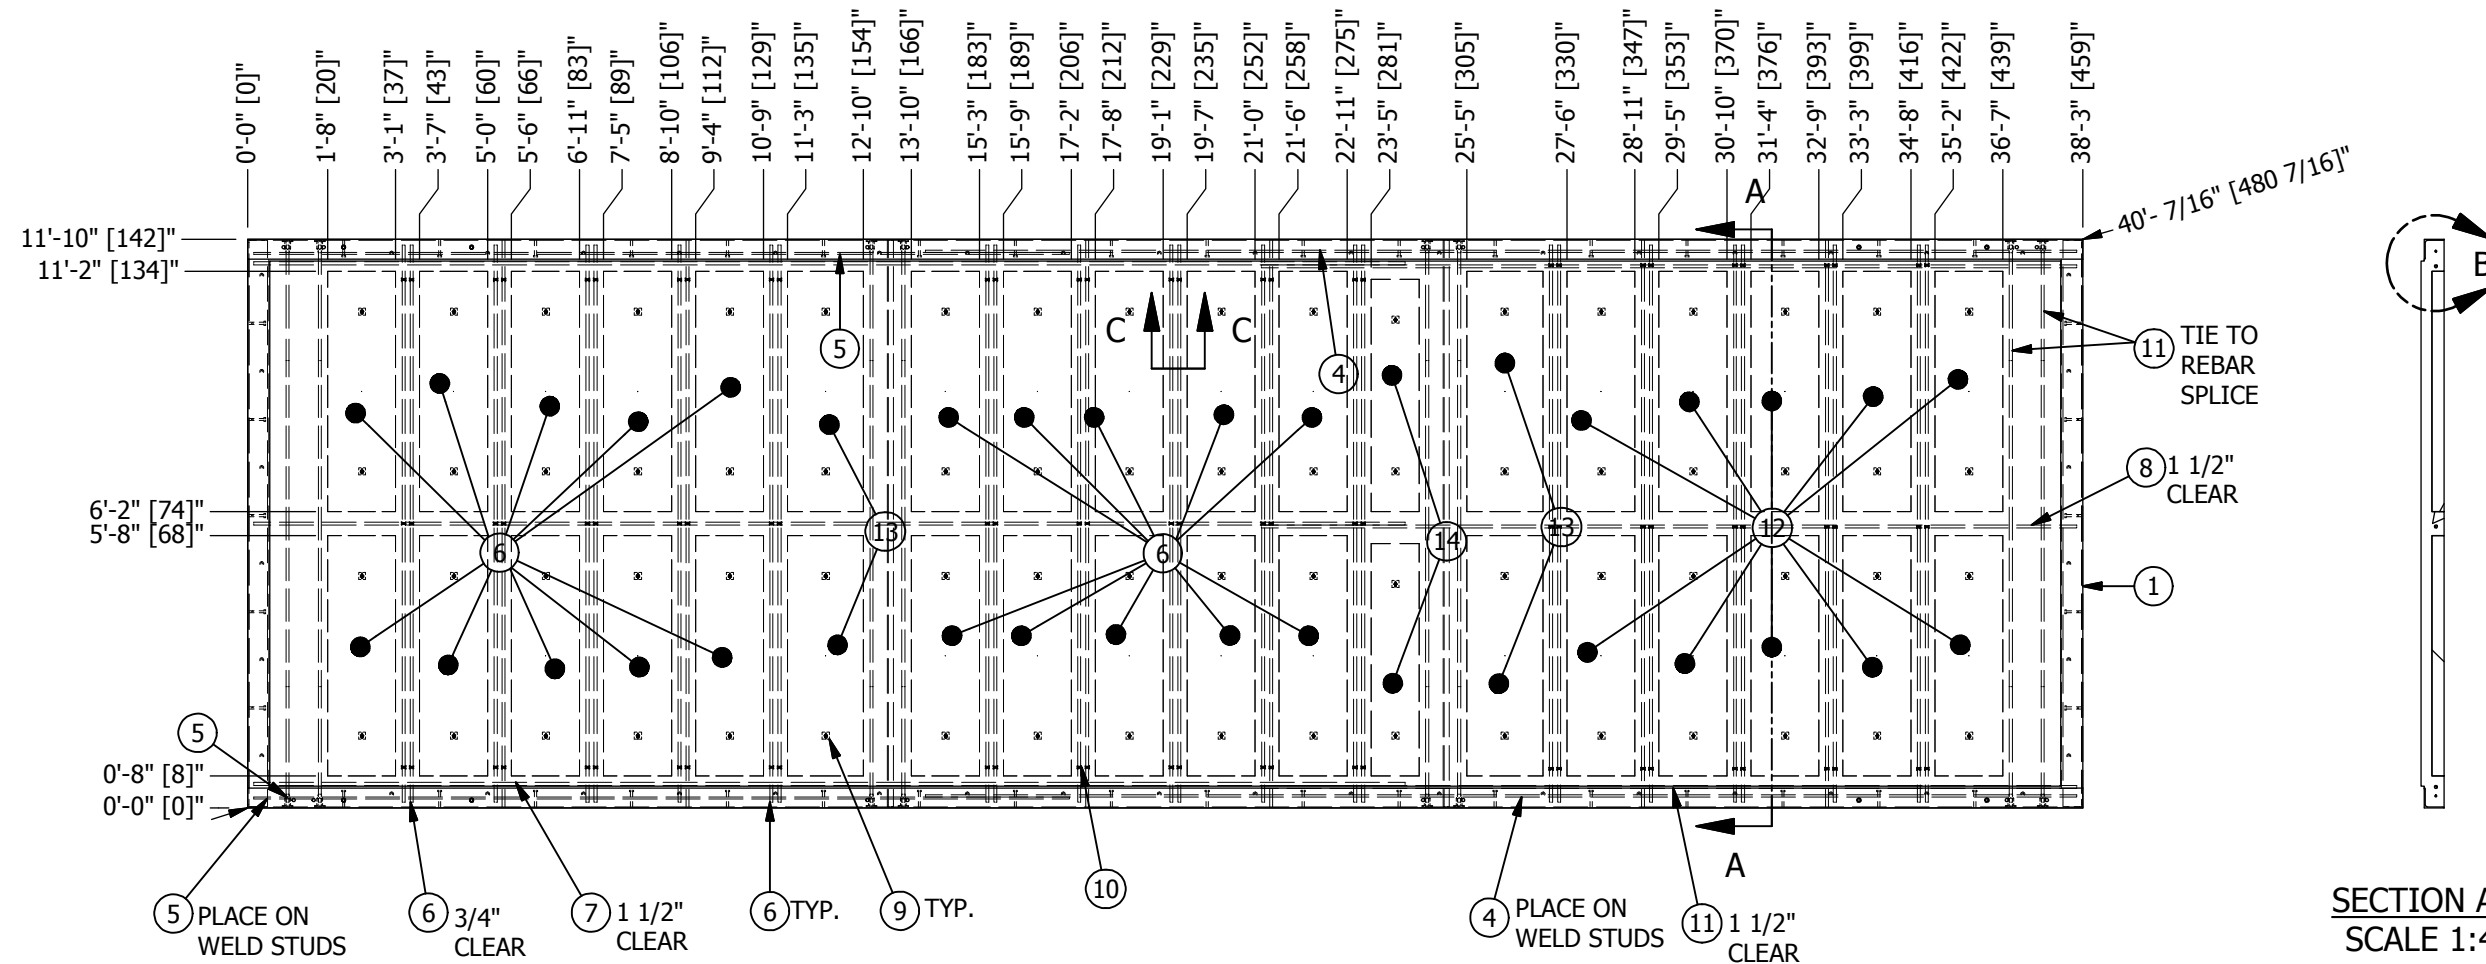 0'-0" [0]"
1'-8" [20]"
3'-1" [37]"
3'-7" [43]"
5'-0" [60]"
5'-6" [66]"
6'-11" [83]"
7'-5" [89]"
8'-10" [106]"
9'-4" [112]"
10'-9" [129]"
11'-3" [135]"
12'-10" [154]"
13'-10" [166]"
15'-3" [183]"
15'-9" [189]"
17'-2" [206]"
17'-8" [212]"
19'-1" [229]"
19'-7" [235]"
21'-0" [252]"
21'-6" [258]"
22'-11" [275]"
23'-5" [281]"
25'-5" [305]"
27'-6" [330]"
28'-11" [347]"
29'-5" [353]"
30'-10" [370]"
31'-4" [376]"
32'-9" [393]"
33'-3" [399]"
34'-8" [416]"
35'-2" [422]"
36'-7" [439]"
38'-3" [459]"
40'- 7/16" [480 7/16]"
11'-10" [142]"
11'-2" [134]"
6'-2" [74]"
5'-8" [68]"
0'-8" [8]"
0'-0" [0]"
A
B
C C
5
4
11 TIE TO
REBAR
SPLICE
8 1 1/2"
CLEAR
6
13
6
14
13
12
1
5
10
A
5 PLACE ON
WELD STUDS
6 3/4"
CLEAR
7 1 1/2"
CLEAR
6 TYP.
9 TYP.
4 PLACE ON
WELD STUDS
11 1 1/2"
CLEAR
SECTION A
SCALE 1:4